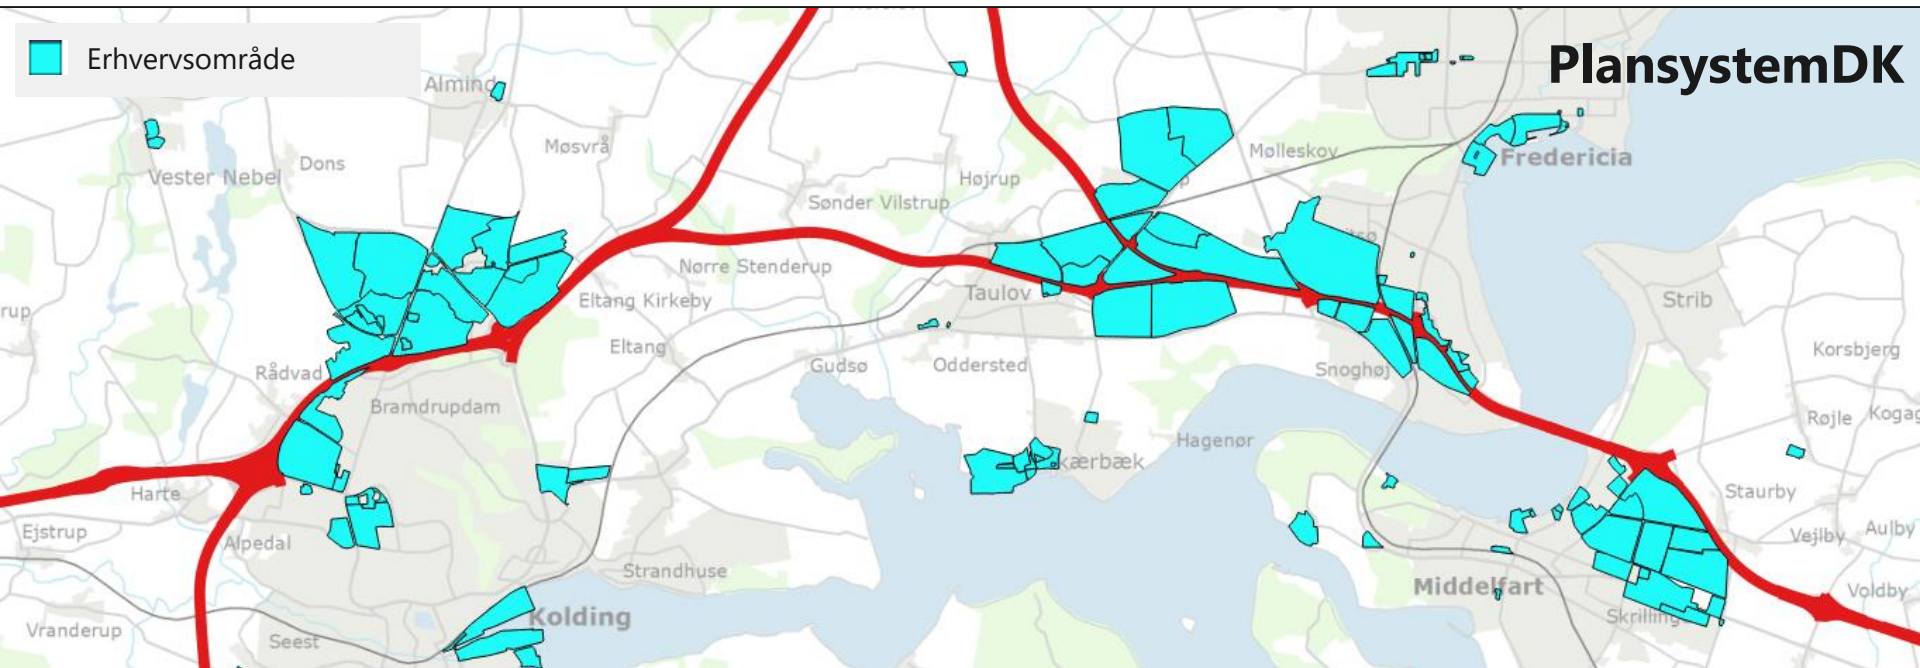 Erhvervsområde
PlansystemDK
Almind
Møsvrå
Mølleskov
Fredericia
Dons
Vester Nebel
Højrup
Sønder Vilstrup
Nørre Stenderup
Taulov
Eltang Kirkeby
Strib
rup
Eltang
Gudsø
Oddersted
Snoghøj
Korsbjerg
Rådvad
Bramdrupdam
Røjle
Hagenør
kærbæk
Harte
Staurby
Ejstrup
Alpedal
Vejlby
Aulby
Strandhuse
Middelfart
Voldby
Kolding
Vranderup
Seest